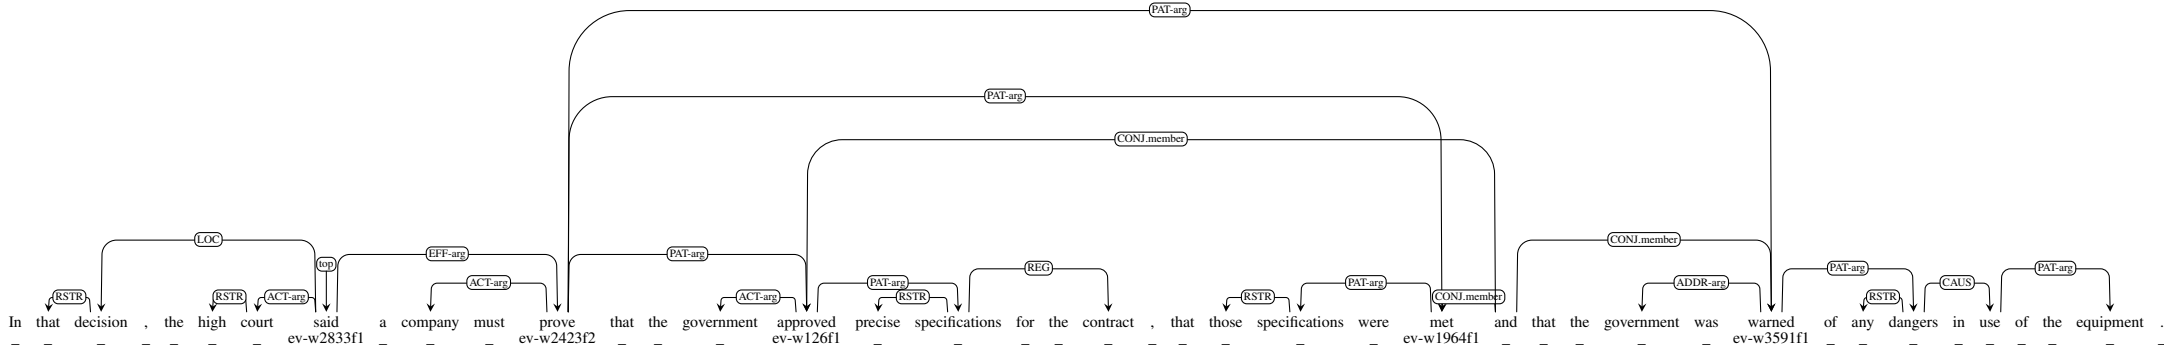 PAT-arg
PAT-arg
CONJ.member
LOC CONJ.member
EFF-arg PAT-arg
top REG PAT-arg PAT-arg
ACT-arg PAT-arg PAT-arg ADDR-arg CAUS
RSTR RSTR ACT-arg ACT-arg RSTR RSTR CONJ.member RSTR
In that decision , the high court said a company must prove that the government approved precise specifications for the contract , that those specifications were met and that the government was warned of any dangers in use of the equipment .
_ _ _ _ _ _ _ ev-w2833f1 _ _ _ ev-w2423f2 _ _ _ ev-w126f1 _ _ _ _ _ _ _ _ _ _ ev-w1964f1 _ _ _ _ _ ev-w3591f1 _ _ _ _ _ _ _ _ _